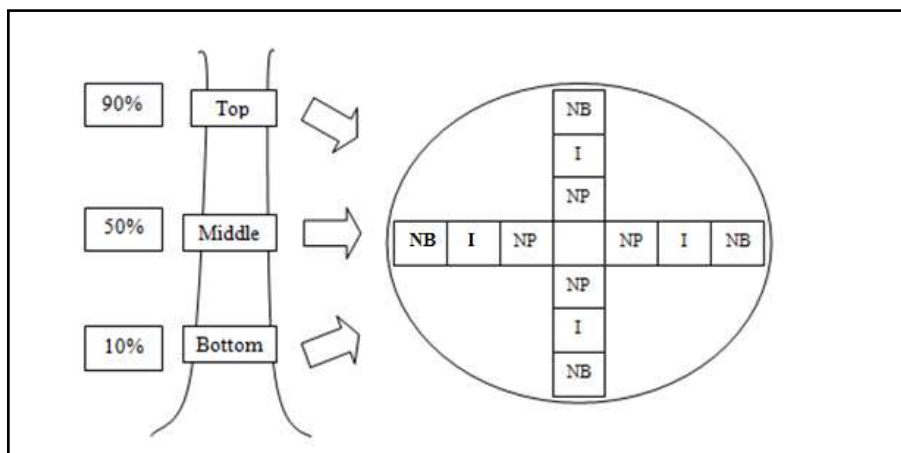 90%
Top
NB
I
NP
50%
Middle
NB I NP NP I NB
NP
I
NB
10%
Bottom